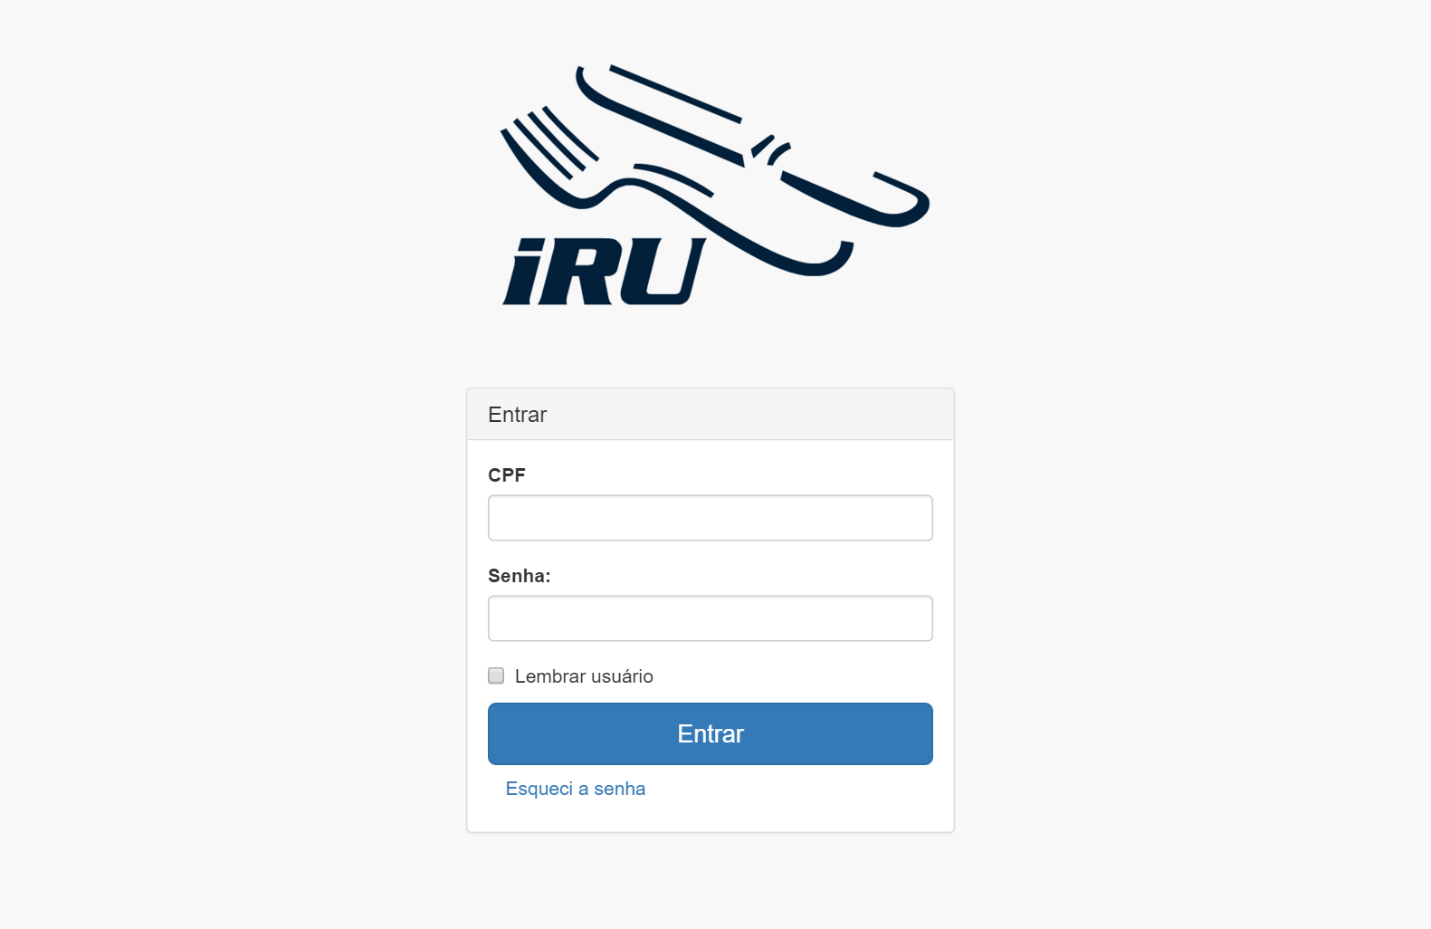 iRU
Entrar
CPF
Senha:
Lembrar usuário
Entrar
Esqueci a senha